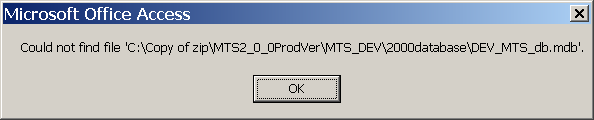 Microsoft Office Access
Could not find file 'C:\Copy of zip\MTS2_0_0ProdVer\MTS_DEV\2000database\DEV_MTS_db.mdb'.
OK